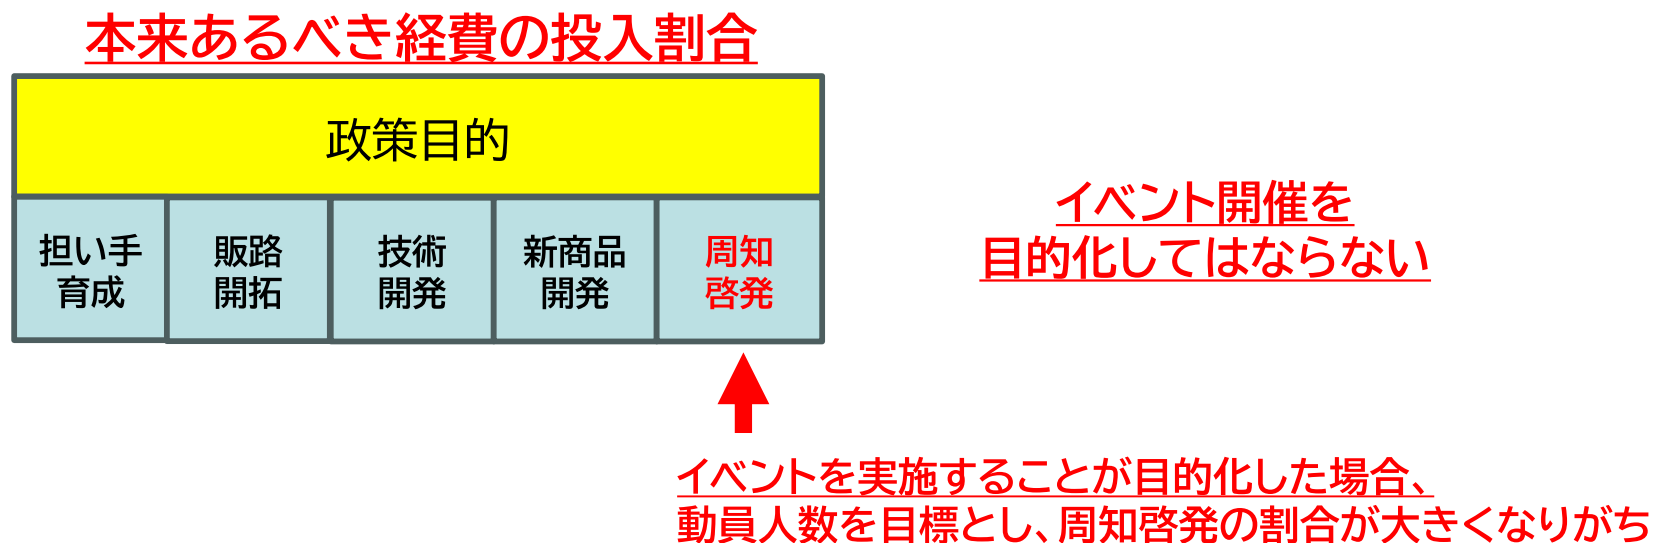 本来あるべき経費の投入割合
政策目的
担い手
育成
販路
開拓
技術
開発
新商品
開発
周知
啓発
イベント開催を
目的化してはならない
イベントを実施することが目的化した場合、
動員人数を目標とし、周知啓発の割合が大きくなりがち